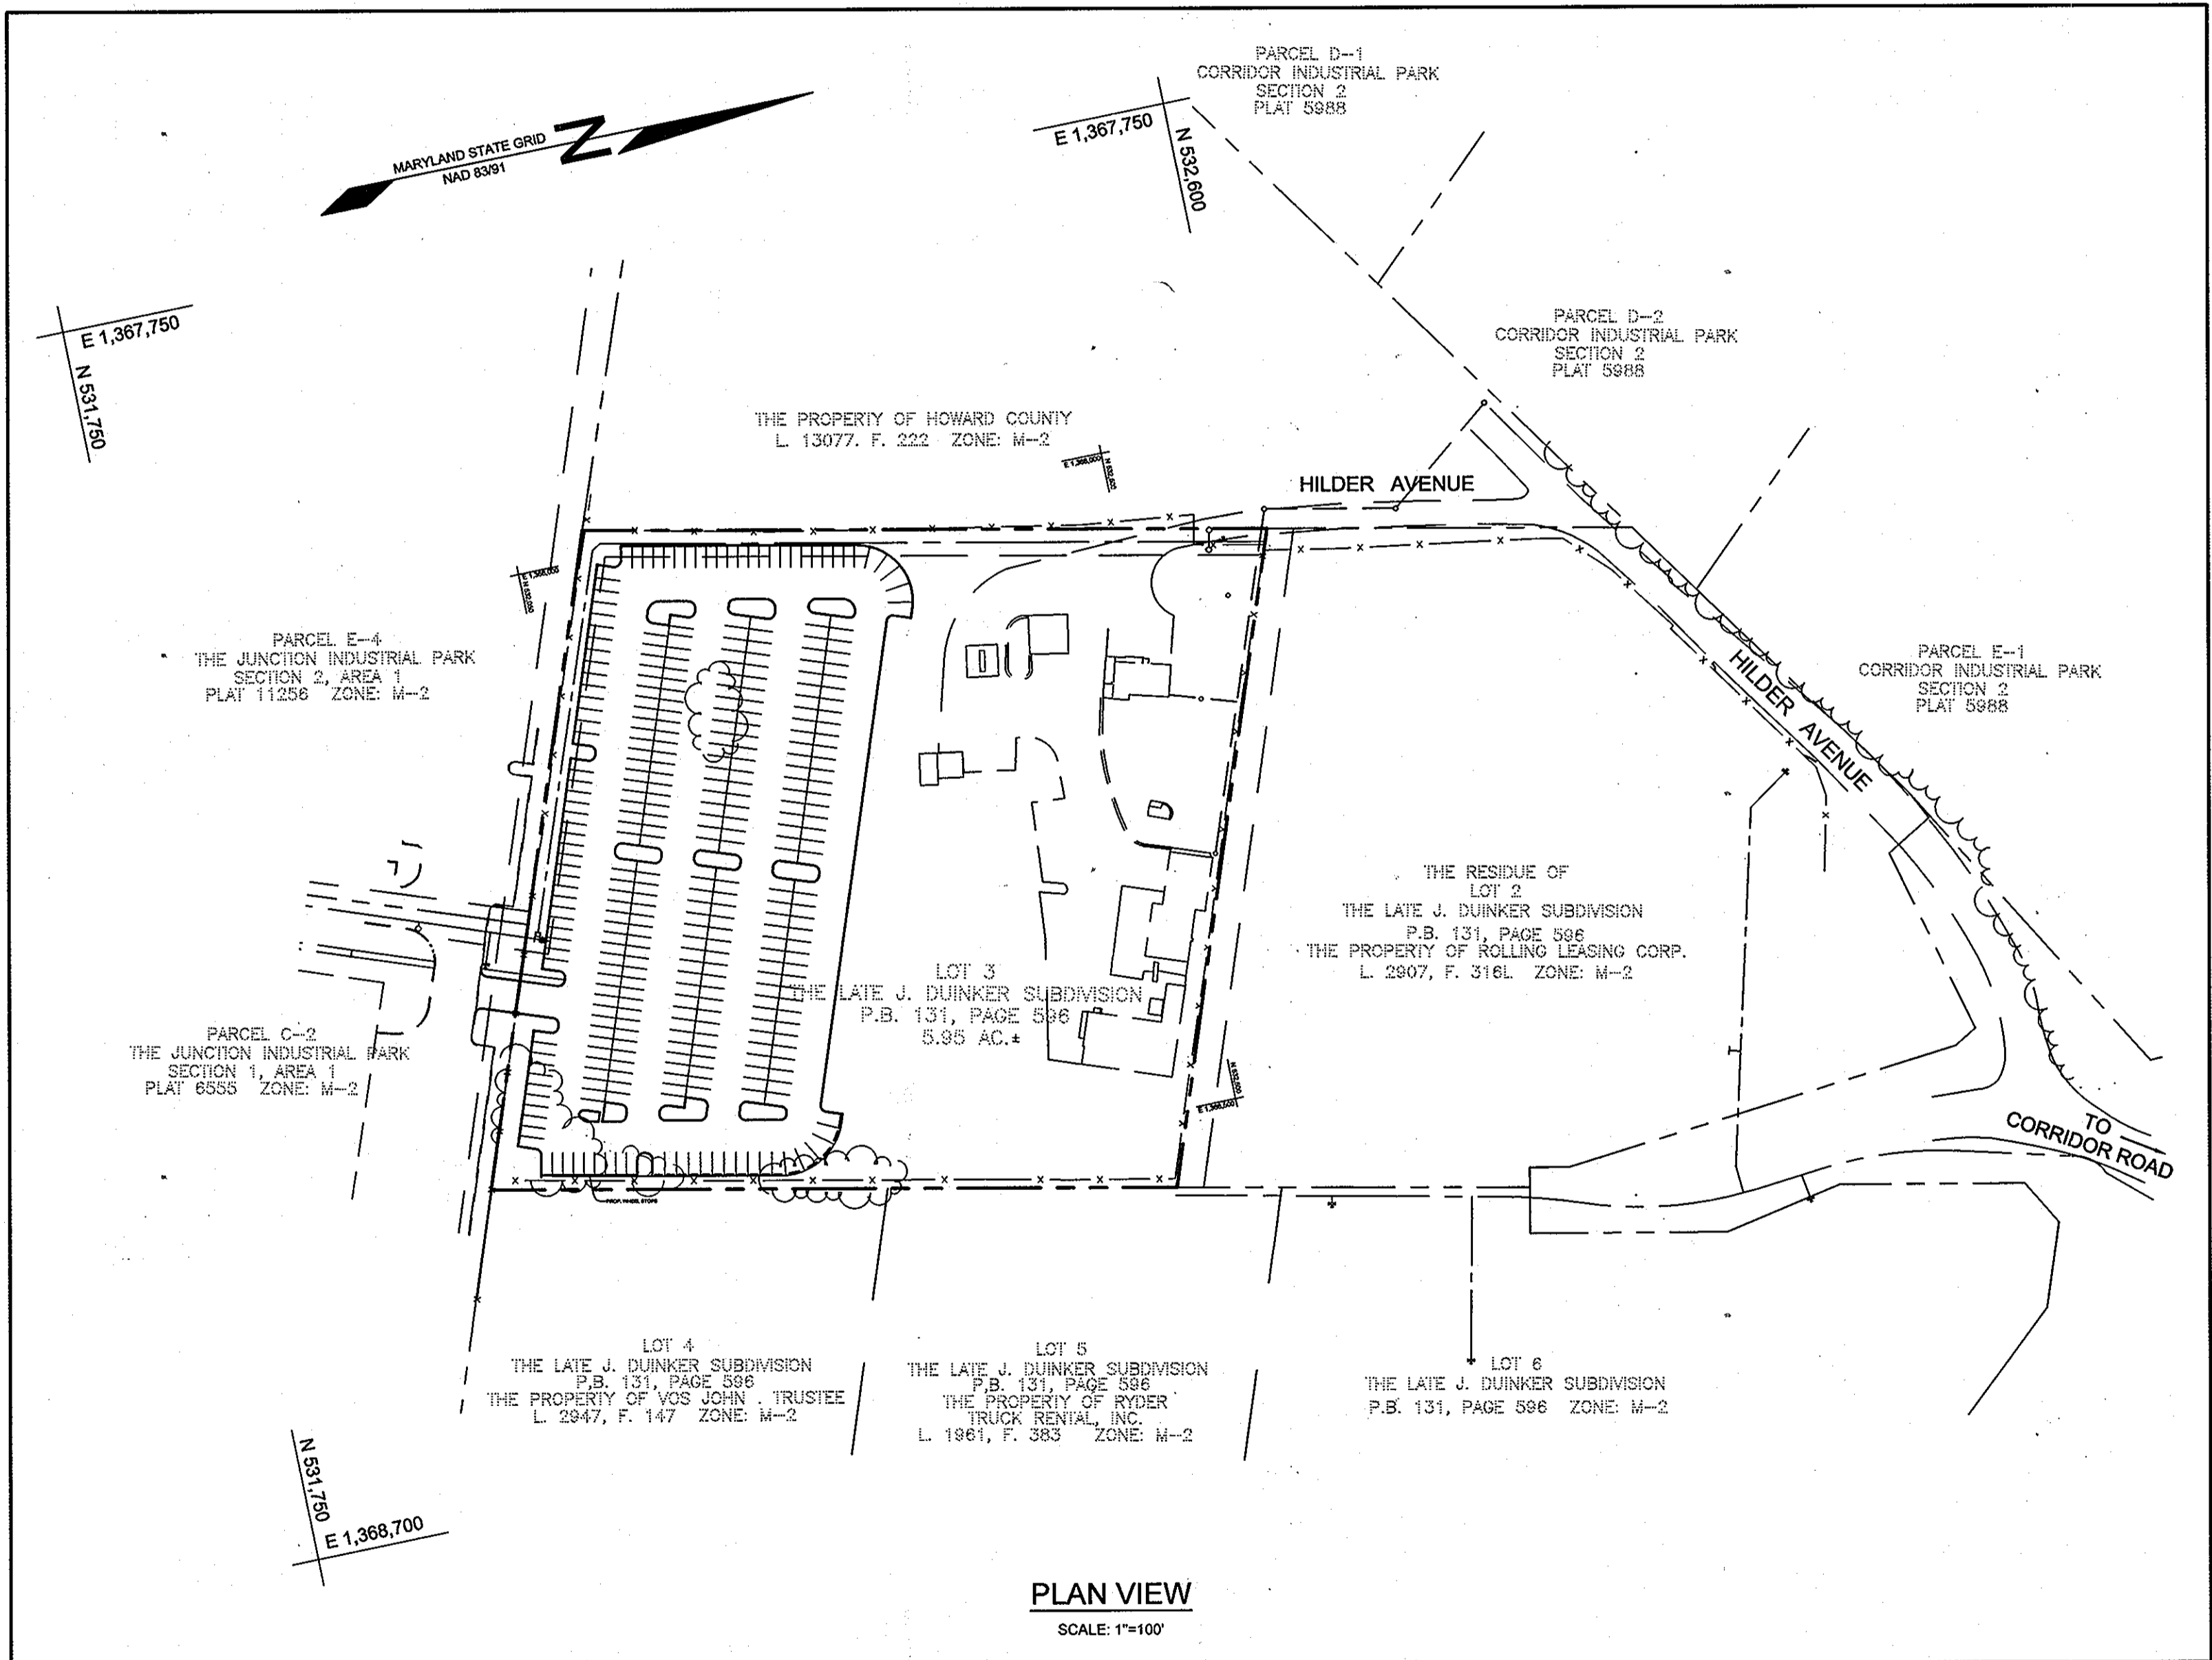 PARCEL D-1
CORRIDOR INDUSTRIAL PARK
SECTION 2
PLAT 5988
MARYLAND STATE GRID
NAD 83/91
N
E 1,367,750
N 532,600
E 1,367,750
N 531,750
PARCEL D-2
CORRIDOR INDUSTRIAL PARK
SECTION 2
PLAT 5988
THE PROPERTY OF HOWARD COUNTY
L. 13077. F. 222 ZONE: M-2
HILDER AVENUE
PARCEL E-4
THE JUNCTION INDUSTRIAL PARK
SECTION 2, AREA 1
PLAT 11256 ZONE: M-2
PARCEL E-1
CORRIDOR INDUSTRIAL PARK
SECTION 2
PLAT 5988
HILDER AVENUE
THE RESIDUE OF
LOT 2
THE LATE J. DUINKER SUBDIVISION
P.B. 131, PAGE 596
THE PROPERTY OF ROLLING LEASING CORP.
L. 2907, F. 316L ZONE: M-2
LOT 3
THE LATE J. DUINKER SUBDIVISION
P.B. 131, PAGE 596
5.95 AC.±
PARCEL C-2
THE JUNCTION INDUSTRIAL PARK
SECTION 1, AREA 1
PLAT 6555 ZONE: M-2
TO
CORRIDOR ROAD
PROP. WHEEL STOPS
LOT 4
THE LATE J. DUINKER SUBDIVISION
P.B. 131, PAGE 596
THE PROPERTY OF VOS JOHN . TRUSTEE
L. 2947, F. 147 ZONE: M-2
LOT 5
THE LATE J. DUINKER SUBDIVISION
P.B. 131, PAGE 596
THE PROPERTY OF RYDER
TRUCK RENTAL, INC.
L. 1961, F. 383 ZONE: M-2
LOT 6
THE LATE J. DUINKER SUBDIVISION
P.B. 131, PAGE 596 ZONE: M-2
N 531,750
E 1,368,700
PLAN VIEW
SCALE: 1"=100'